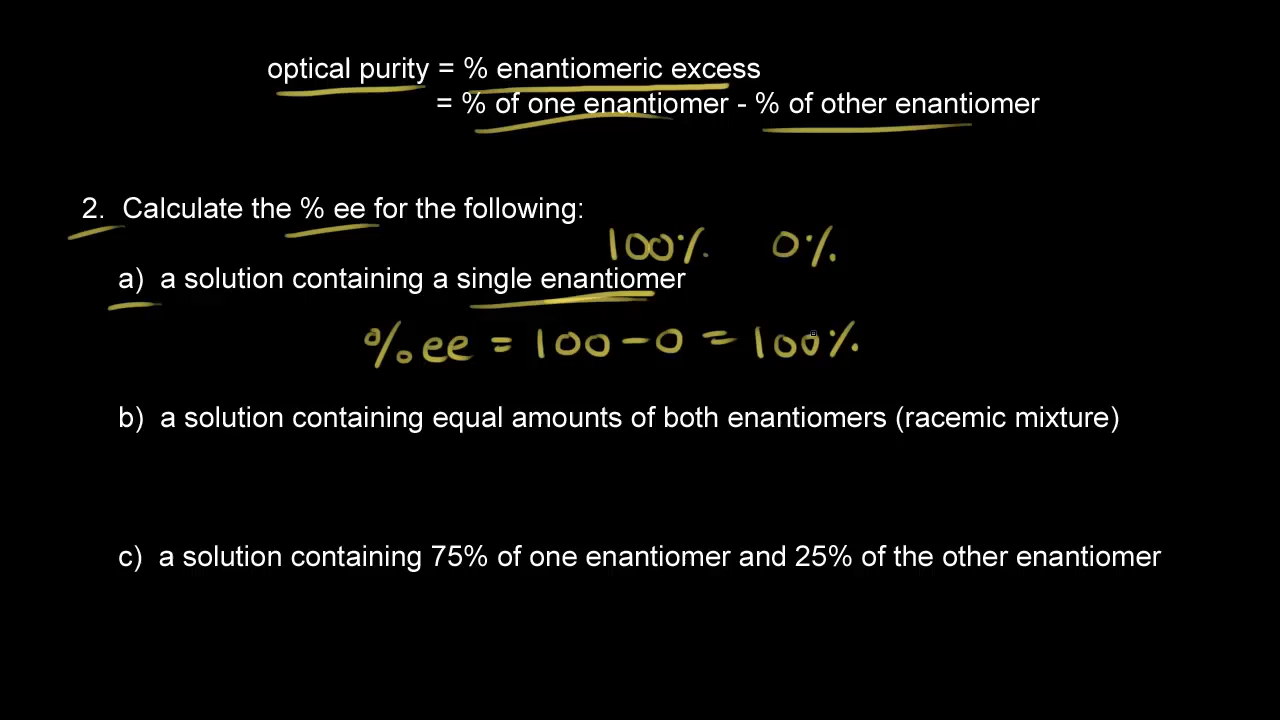 optical purity = % enantiomeric excess
= % of one enantiomer - % of other enantiomer
2. Calculate the % ee for the following:
100% 0%
a) a solution containing a single enantiomer
% ee = 100 - 0 = 100%
b) a solution containing equal amounts of both enantiomers (racemic mixture)
c) a solution containing 75% of one enantiomer and 25% of the other enantiomer